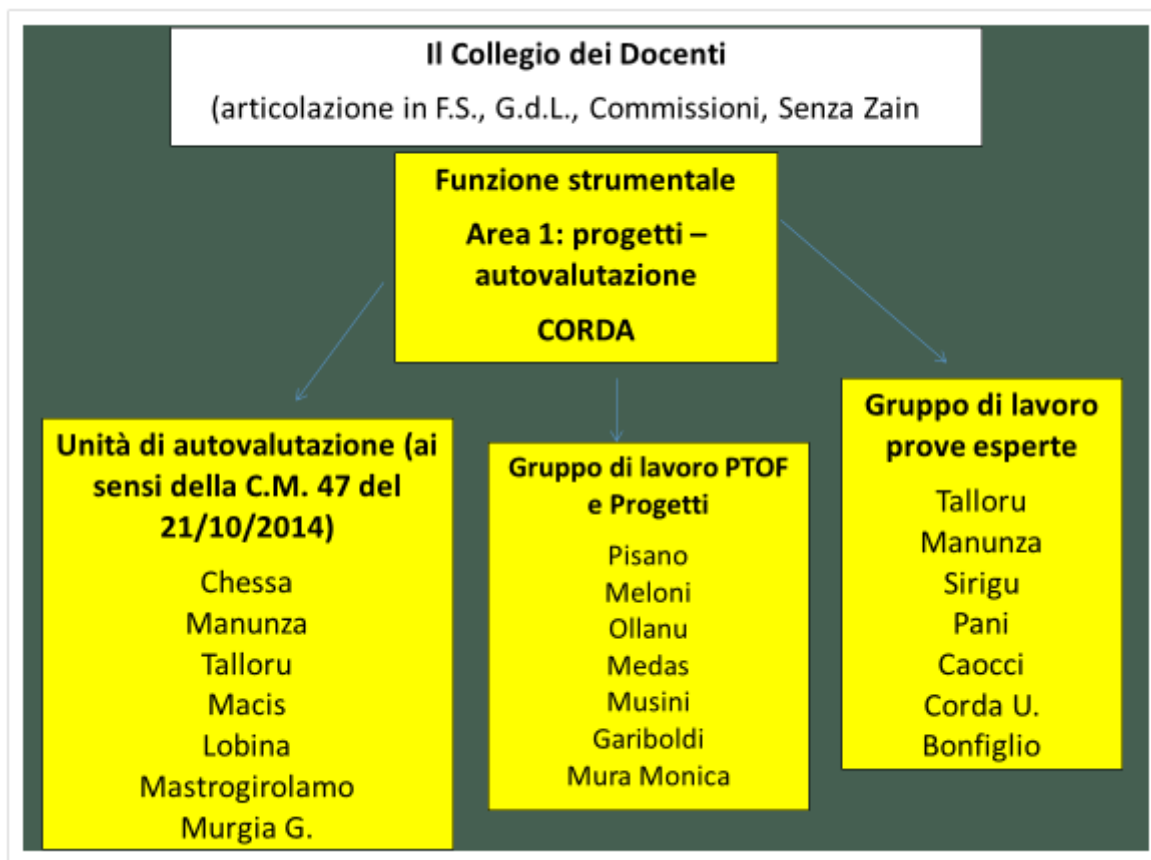 Il Collegio dei Docenti
(articolazione in F.S., G.d.L., Commissioni, Senza Zain
Funzione strumentale
Area 1: progetti –
autovalutazione
CORDA
Unità di autovalutazione (ai
sensi della C.M. 47 del
21/10/2014)
Chessa
Manunza
Talloru
Macis
Lobina
Mastrogirolamo
Murgia G.
Gruppo di lavoro PTOF
e Progetti
Pisano
Meloni
Ollanu
Medas
Musini
Gariboldi
Mura Monica
Gruppo di lavoro
prove esperte
Talloru
Manunza
Sirigu
Pani
Caocci
Corda U.
Bonfiglio